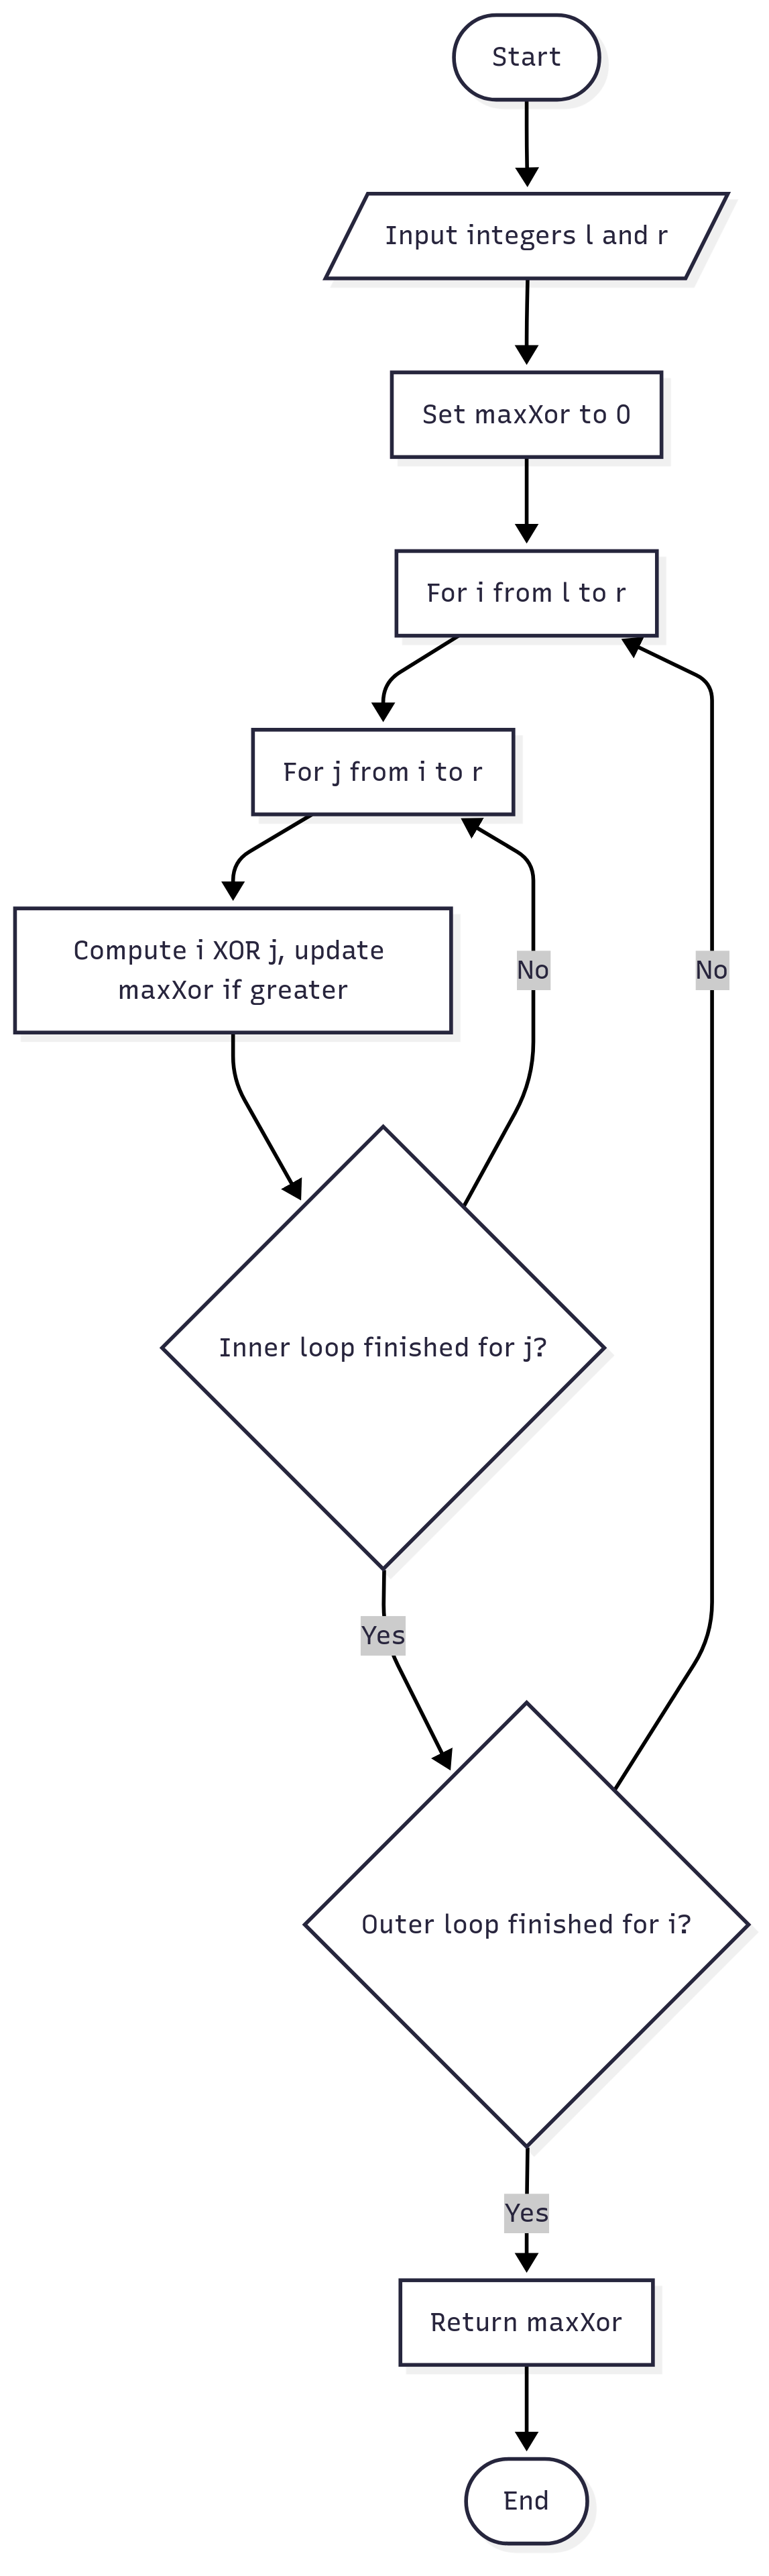 Start
Input integers l and r
Set maxXor to 0
For i from l to r
For j from i to r
Compute i XOR j, update
maxXor if greater
No
No
Inner loop finished for j?
Yes
Outer loop finished for i?
Yes
Return maxXor
End